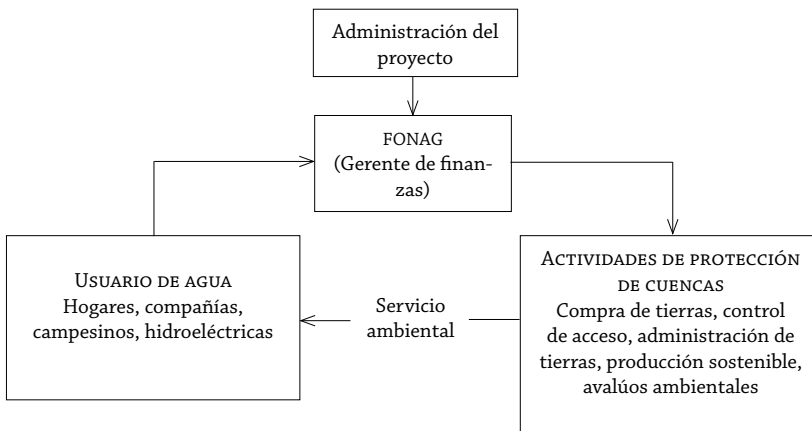 Administración del
proyecto
FONAG
(Gerente de finan-
zas)
USUARIO DE AGUA
Hogares, compañías,
campesinos, hidroeléctricas
Servicio
ambiental
ACTIVIDADES DE PROTECCIÓN
DE CUENCAS
Compra de tierras, control
de acceso, administración de
tierras, producción sostenible,
avalúos ambientales